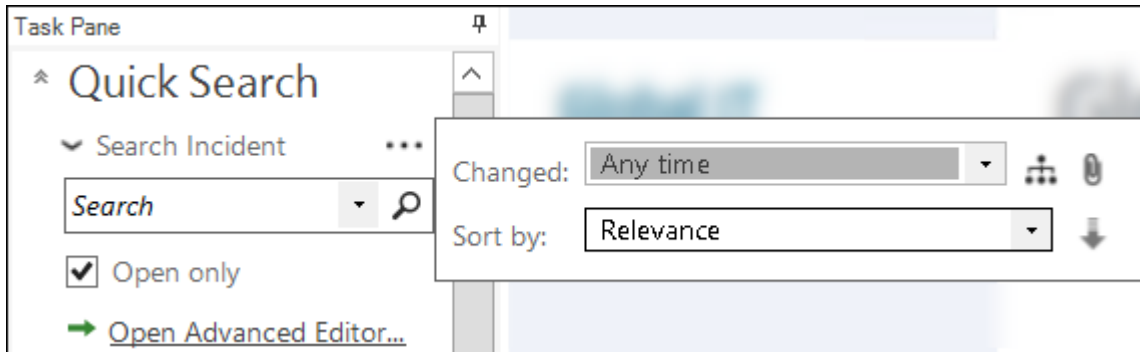 Task Pane
Quick Search
Search Incident
Search
Open only
Open Advanced Editor...
Changed: Any time
Sort by: Relevance